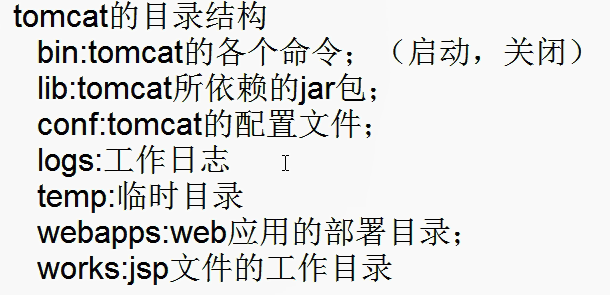 tomcat的目录结构
bin:tomcat的各个命令；（启动，关闭）
lib:tomcat所依赖的jar包；
conf:tomcat的配置文件；
logs:工作日志
temp:临时目录
webapps:web应用的部署目录；
works:jsp文件的工作目录